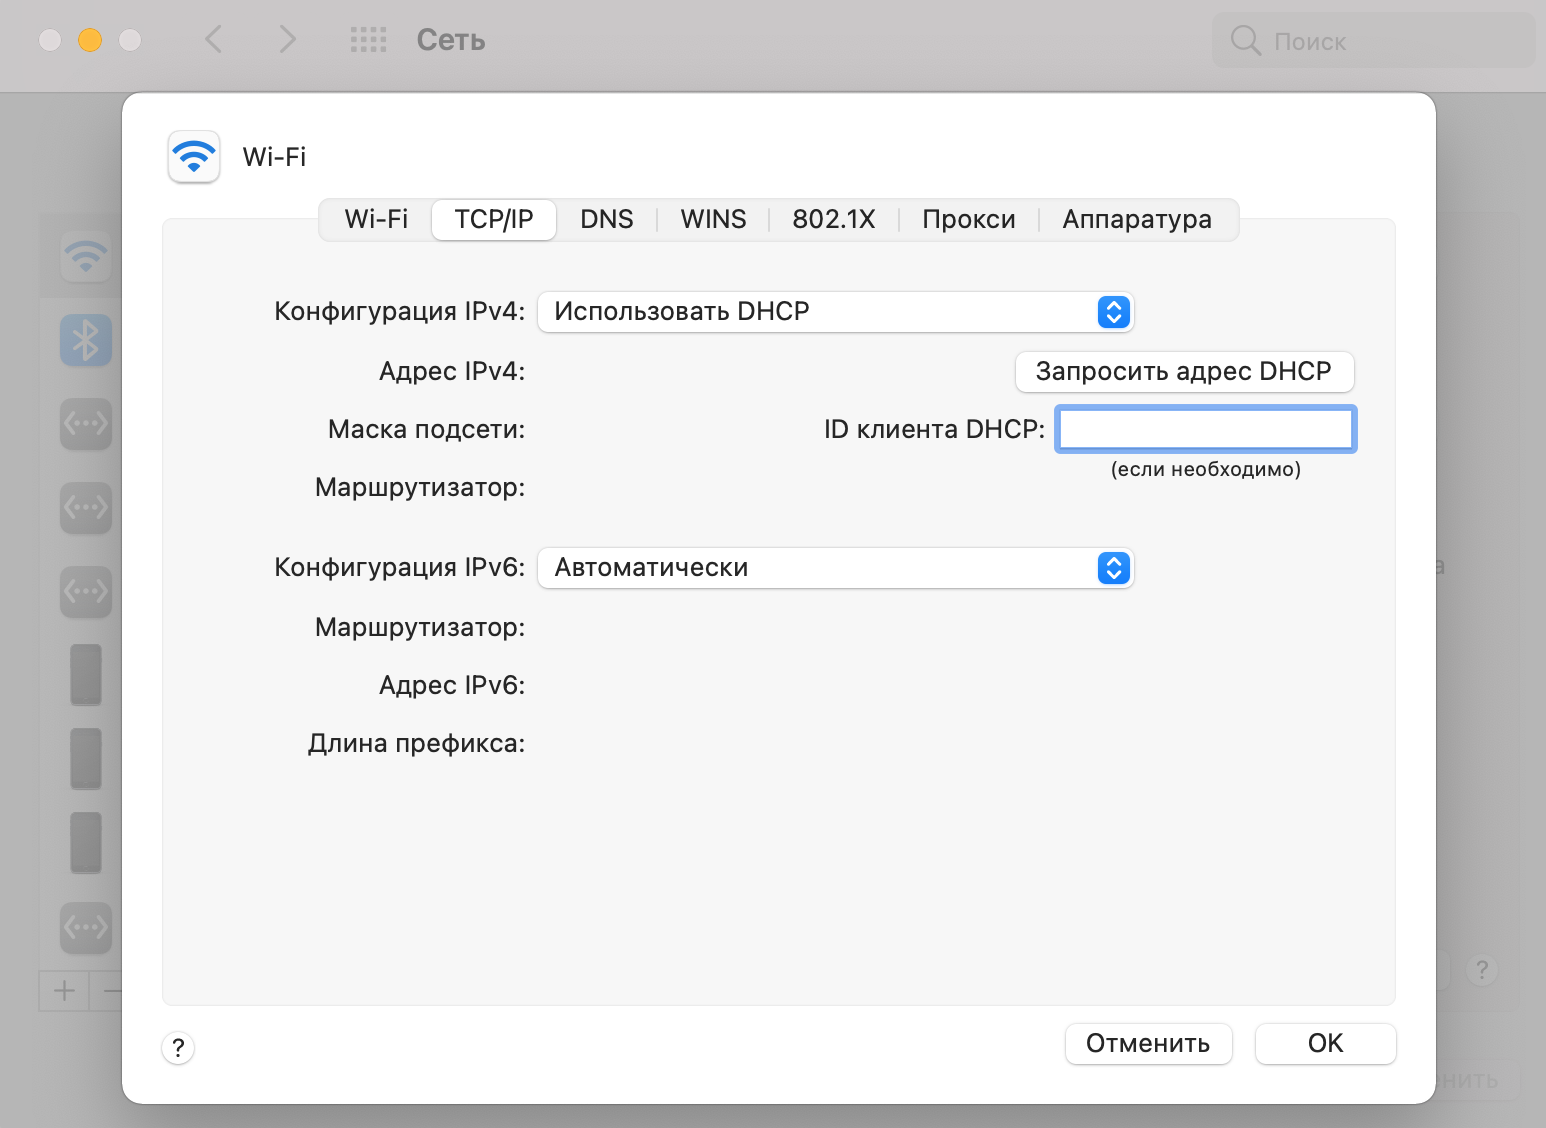 Сеть
Поиск
Wi-Fi
Wi-Fi TCP/IP DNS WINS 802.1X Прокси Аппаратура
Конфигурация IPv4: Использовать DHCP
Адрес IPv4: Запросить адрес DHCP
Маска подсети: ID клиента DHCP:
(если необходимо)
Маршрутизатор:
Конфигурация IPv6: Автоматически
Маршрутизатор:
Адрес IPv6:
Длина префикса:
? Отменить OK
?